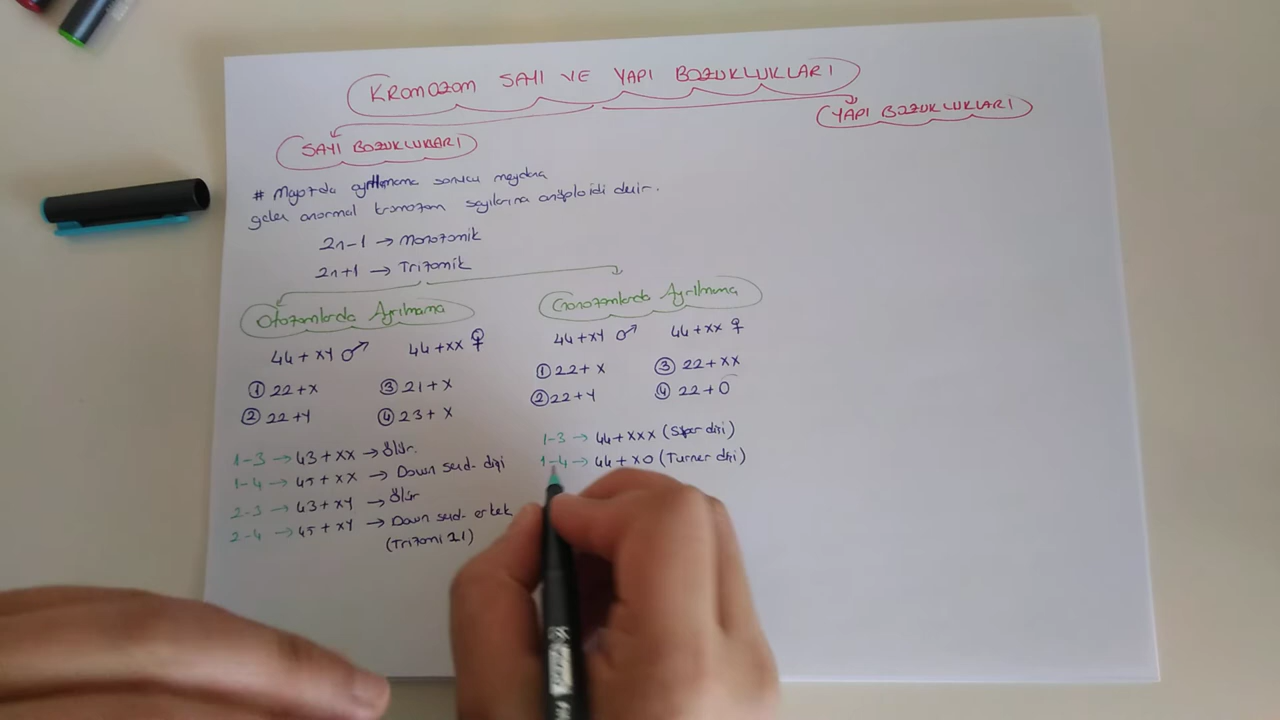 KROMOZOM SAYI VE YAPI BOZUKLUKLARI
SAYI BOZUKLUKLARI
YAPI BOZUKLUKLARI
# Mayozda ayrılmama sonucu meydana
gelen anormal kromozom sayılarına anöploidi denir.
2n-1 → Monozomik
2n+1 → Trizomik
Otozomlarda Ayrılmama
44+XY ♂ 44+XX ♀
① 22+X ③ 21+X
② 22+Y ④ 23+X
1-3 → 43+XX → Ölür.
1-4 → 45+XX → Down send. dişi
2-3 → 43+XY → Ölür
2-4 → 45+XY → Down send. erkek
(Trizomi 21)
Gonozomlarda Ayrılmama
44+XY ♂ 44+XX ♀
① 22+X ③ 22+XX
② 22+Y ④ 22+0
1-3 → 44+XXX (Süper dişi)
1-4 → 44+X0 (Turner dişi)